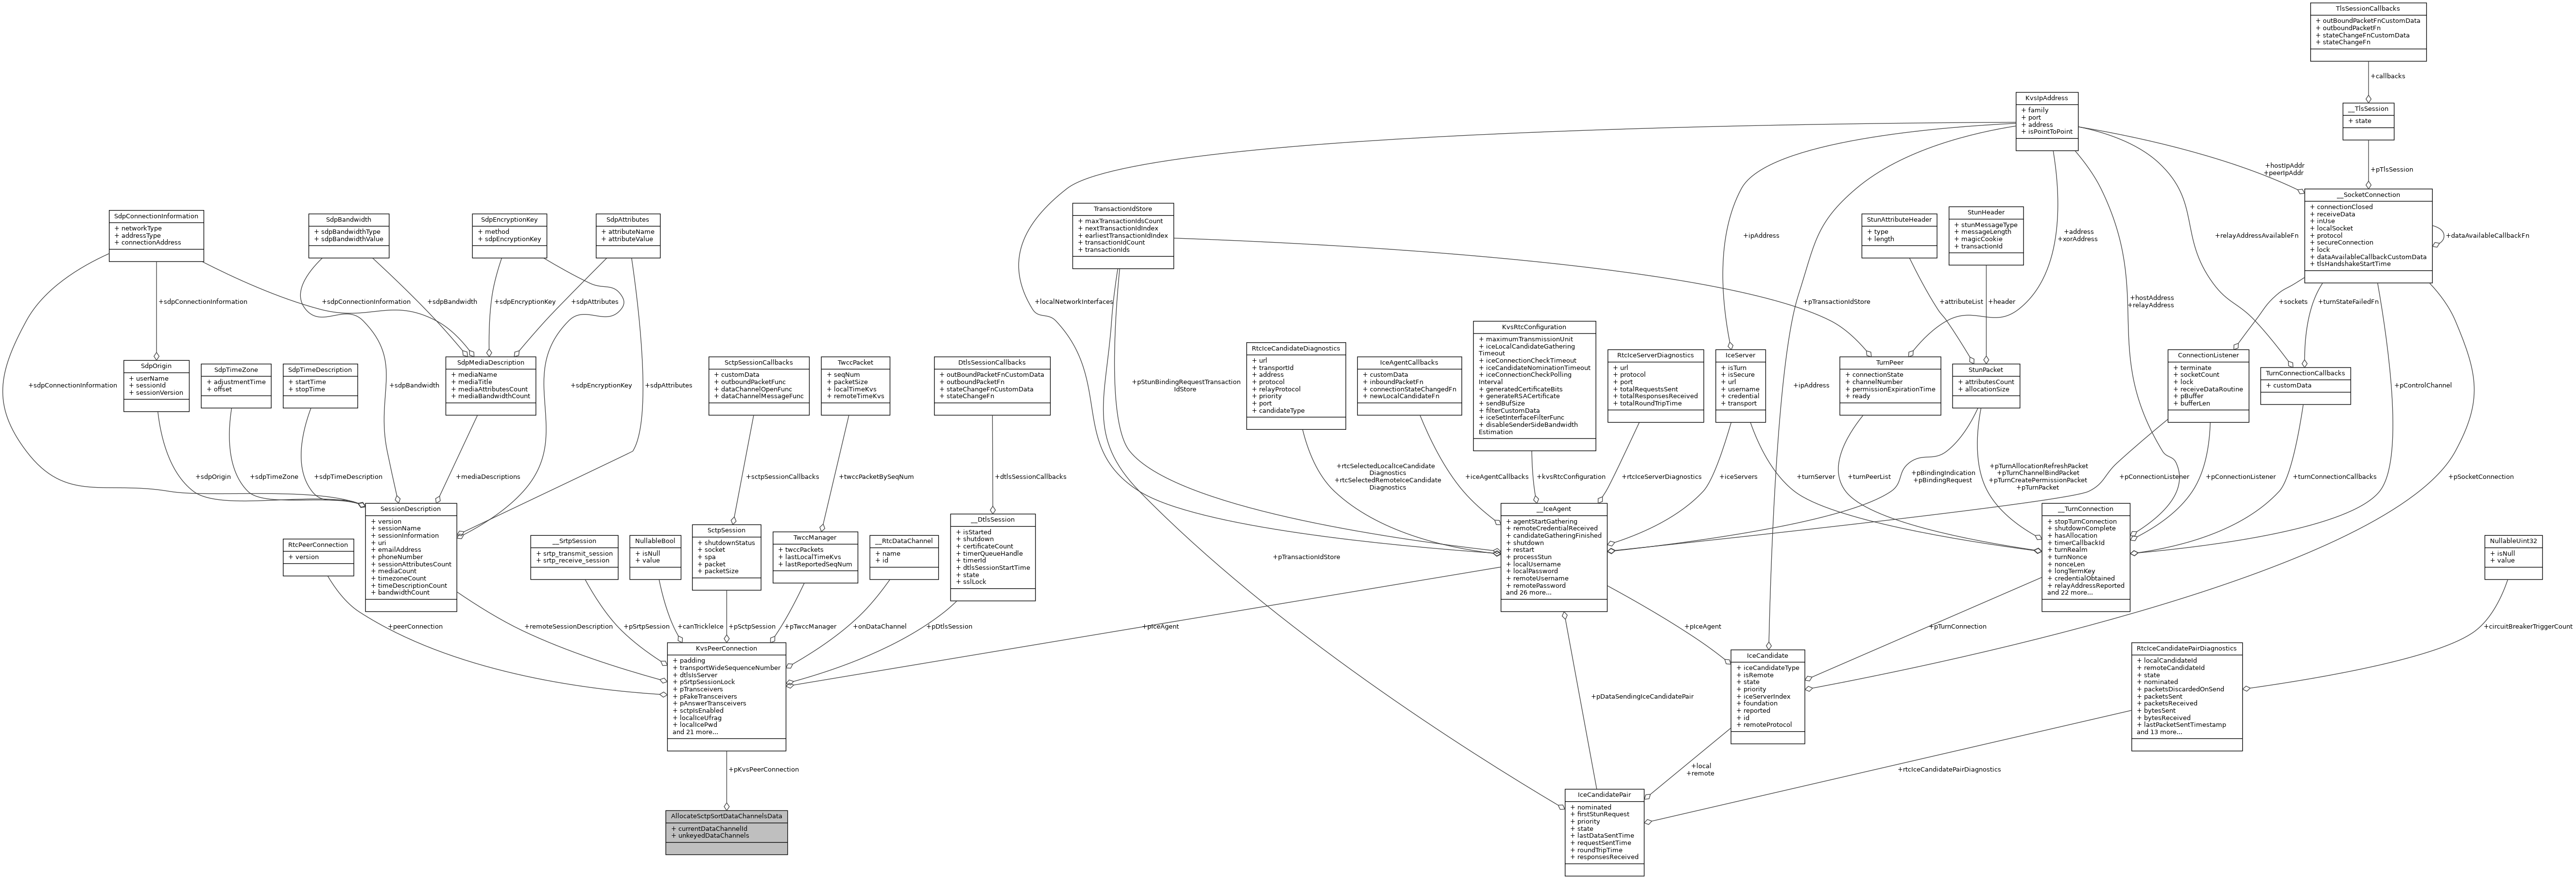 TlsSessionCallbacks
+ outBoundPacketFnCustomData
+ outboundPacketFn
+ stateChangeFnCustomData
+ stateChangeFn
+callbacks
KvsIpAddress
+ family
+ port
+ address
+ isPointToPoint
__TlsSession
+ state
+hostIpAddr
+peerIpAddr
+pTlsSession
SdpConnectionInformation
+ networkType
+ addressType
+ connectionAddress
SdpBandwidth
+ sdpBandwidthType
+ sdpBandwidthValue
SdpEncryptionKey
+ method
+ sdpEncryptionKey
SdpAttributes
+ attributeName
+ attributeValue
TransactionIdStore
+ maxTransactionIdsCount
+ nextTransactionIdIndex
+ earliestTransactionIdIndex
+ transactionIdCount
+ transactionIds
+ipAddress
StunAttributeHeader
+ type
+ length
StunHeader
+ stunMessageType
+ messageLength
+ magicCookie
+ transactionId
+address
+xorAddress
+relayAddressAvailableFn
__SocketConnection
+ connectionClosed
+ receiveData
+ inUse
+ localSocket
+ protocol
+ secureConnection
+ lock
+ dataAvailableCallbackCustomData
+ tlsHandshakeStartTime
+dataAvailableCallbackFn
+sdpConnectionInformation
+sdpConnectionInformation
+sdpBandwidth
+sdpEncryptionKey
+sdpAttributes
+localNetworkInterfaces
+pTransactionIdStore
+attributeList
+header
+hostAddress
+relayAddress
+sockets
+turnStateFailedFn
SdpOrigin
+ userName
+ sessionId
+ sessionVersion
SdpTimeZone
+ adjustmentTime
+ offset
SdpTimeDescription
+ startTime
+ stopTime
SdpMediaDescription
+ mediaName
+ mediaTitle
+ mediaAttributesCount
+ mediaBandwidthCount
SctpSessionCallbacks
+ customData
+ outboundPacketFunc
+ dataChannelOpenFunc
+ dataChannelMessageFunc
TwccPacket
+ seqNum
+ packetSize
+ localTimeKvs
+ remoteTimeKvs
DtlsSessionCallbacks
+ outBoundPacketFnCustomData
+ outboundPacketFn
+ stateChangeFnCustomData
+ stateChangeFn
RtcIceCandidateDiagnostics
+ url
+ transportId
+ address
+ protocol
+ relayProtocol
+ priority
+ port
+ candidateType
IceAgentCallbacks
+ customData
+ inboundPacketFn
+ connectionStateChangedFn
+ newLocalCandidateFn
KvsRtcConfiguration
+ maximumTransmissionUnit
+ iceLocalCandidateGathering
Timeout
+ iceConnectionCheckTimeout
+ iceCandidateNominationTimeout
+ iceConnectionCheckPolling
Interval
+ generatedCertificateBits
+ generateRSACertificate
+ sendBufSize
+ filterCustomData
+ iceSetInterfaceFilterFunc
+ disableSenderSideBandwidth
Estimation
RtcIceServerDiagnostics
+ url
+ protocol
+ port
+ totalRequestsSent
+ totalResponsesReceived
+ totalRoundTripTime
IceServer
+ isTurn
+ isSecure
+ url
+ username
+ credential
+ transport
TurnPeer
+ connectionState
+ channelNumber
+ permissionExpirationTime
+ ready
StunPacket
+ attributesCount
+ allocationSize
ConnectionListener
+ terminate
+ socketCount
+ lock
+ receiveDataRoutine
+ pBuffer
+ bufferLen
TurnConnectionCallbacks
+ customData
+sdpConnectionInformation
+sdpBandwidth
+sdpEncryptionKey
+sdpAttributes
+pStunBindingRequestTransaction
IdStore
+ipAddress
+pControlChannel
+sdpOrigin
+sdpTimeZone
+sdpTimeDescription
+mediaDescriptions
+sctpSessionCallbacks
+twccPacketBySeqNum
+dtlsSessionCallbacks
+rtcSelectedLocalIceCandidate
Diagnostics
+rtcSelectedRemoteIceCandidate
Diagnostics
+iceAgentCallbacks
+kvsRtcConfiguration
+rtcIceServerDiagnostics
+iceServers
+turnServer
+turnPeerList
+pBindingIndication
+pBindingRequest
+pTurnAllocationRefreshPacket
+pTurnChannelBindPacket
+pTurnCreatePermissionPacket
+pTurnPacket
+pConnectionListener
+pConnectionListener
+turnConnectionCallbacks
+pSocketConnection
SessionDescription
+ version
+ sessionName
+ sessionInformation
+ uri
+ emailAddress
+ phoneNumber
+ sessionAttributesCount
+ mediaCount
+ timezoneCount
+ timeDescriptionCount
+ bandwidthCount
RtcPeerConnection
+ version
__SrtpSession
+ srtp_transmit_session
+ srtp_receive_session
NullableBool
+ isNull
+ value
SctpSession
+ shutdownStatus
+ socket
+ spa
+ packet
+ packetSize
TwccManager
+ twccPackets
+ lastLocalTimeKvs
+ lastReportedSeqNum
__RtcDataChannel
+ name
+ id
__DtlsSession
+ isStarted
+ shutdown
+ certificateCount
+ timerQueueHandle
+ timerId
+ dtlsSessionStartTime
+ state
+ sslLock
+pTransactionIdStore
__IceAgent
+ agentStartGathering
+ remoteCredentialReceived
+ candidateGatheringFinished
+ shutdown
+ restart
+ processStun
+ localUsername
+ localPassword
+ remoteUsername
+ remotePassword
and 26 more...
__TurnConnection
+ stopTurnConnection
+ shutdownComplete
+ hasAllocation
+ timerCallbackId
+ turnRealm
+ turnNonce
+ nonceLen
+ longTermKey
+ credentialObtained
+ relayAddressReported
and 22 more...
NullableUint32
+ isNull
+ value
+peerConnection
+remoteSessionDescription
+pSrtpSession
+canTrickleIce
+pSctpSession
+pTwccManager
+onDataChannel
+pDtlsSession
+pIceAgent
+pIceAgent
+pTurnConnection
+circuitBreakerTriggerCount
KvsPeerConnection
+ padding
+ transportWideSequenceNumber
+ dtlsIsServer
+ pSrtpSessionLock
+ pTransceivers
+ pFakeTransceivers
+ pAnswerTransceivers
+ sctpIsEnabled
+ localIceUfrag
+ localIcePwd
and 21 more...
+pDataSendingIceCandidatePair
IceCandidate
+ iceCandidateType
+ isRemote
+ state
+ priority
+ iceServerIndex
+ foundation
+ reported
+ id
+ remoteProtocol
RtcIceCandidatePairDiagnostics
+ localCandidateId
+ remoteCandidateId
+ state
+ nominated
+ packetsDiscardedOnSend
+ packetsSent
+ packetsReceived
+ bytesSent
+ bytesReceived
+ lastPacketSentTimestamp
and 13 more...
+pKvsPeerConnection
+local
+remote
+rtcIceCandidatePairDiagnostics
AllocateSctpSortDataChannelsData
+ currentDataChannelId
+ unkeyedDataChannels
IceCandidatePair
+ nominated
+ firstStunRequest
+ priority
+ state
+ lastDataSentTime
+ requestSentTime
+ roundTripTime
+ responsesReceived